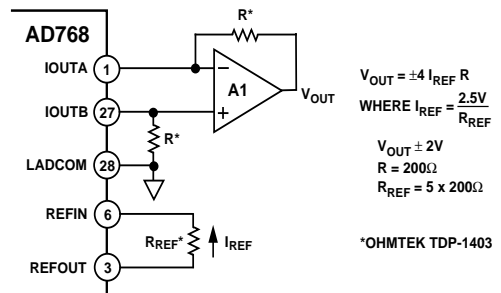 AD768
R*
IOUTA
1
−
A1
VOUT
IOUTB
27
+
R*
LADCOM
28
REFIN
6
RREF*
IREF
REFOUT
3
VOUT = ±4 IREF R
WHERE IREF = 2.5V / RREF
VOUT ± 2V
R = 200Ω
RREF = 5 x 200Ω
*OHMTEK TDP-1403